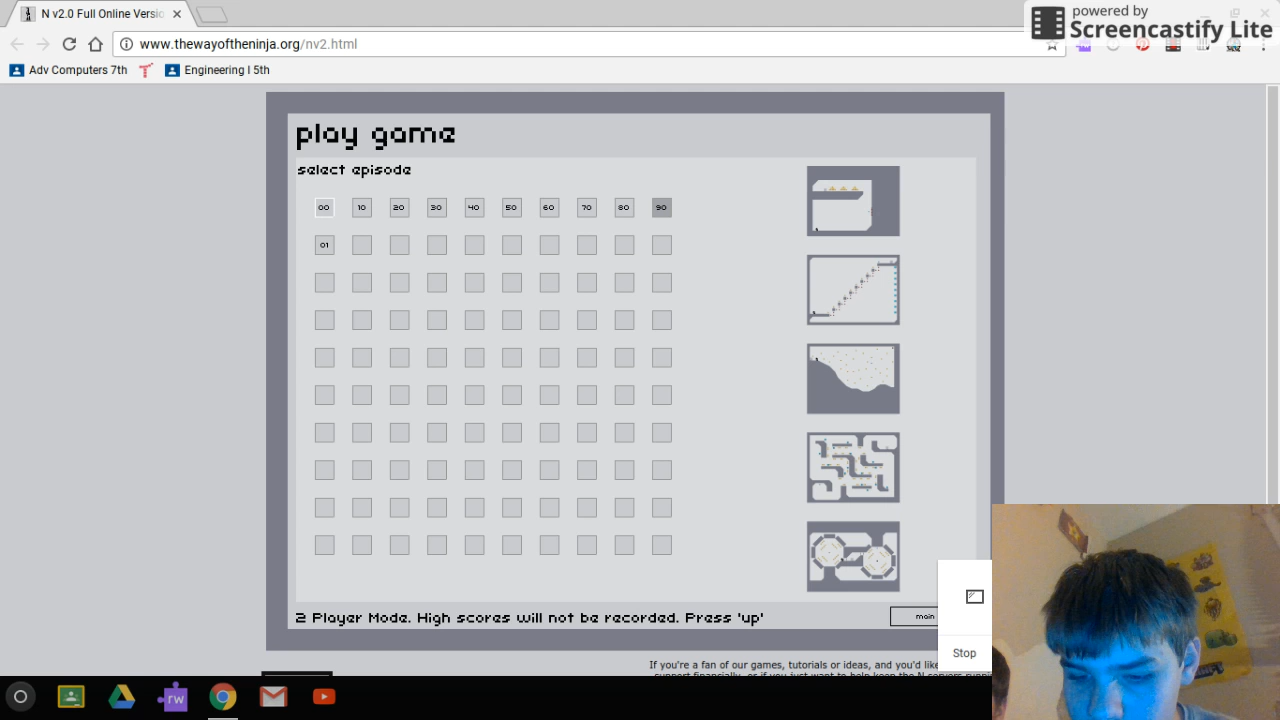 N v2.0 Full Online Versio
powered by
Screencastify Lite
www.thewayoftheninja.org/nv2.html
Adv Computers 7th
Engineering I 5th
play game
select episode
00 10 20 30 40 50 60 70 80 90
01
2 Player Mode. High scores will not be recorded. Press 'up'
main
Stop
If you're a fan of our games, tutorials or ideas, and you'd like
rw